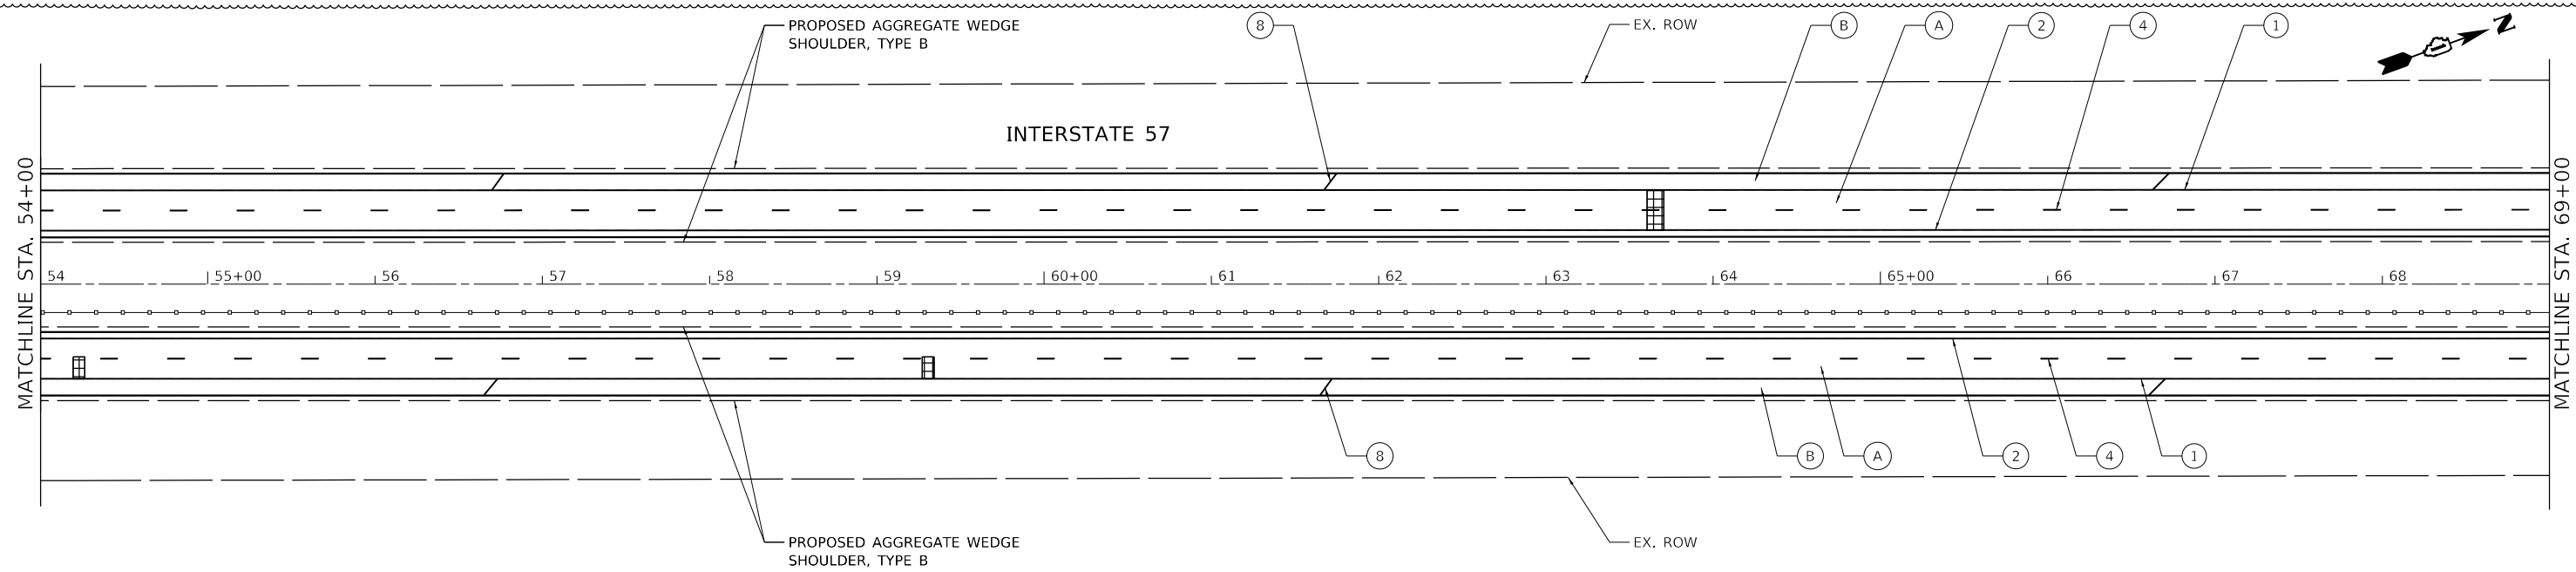 PROPOSED AGGREGATE WEDGE
SHOULDER, TYPE B
8
EX. ROW
B
A
2
4
1
N
INTERSTATE 57
MATCHLINE STA. 54+00
MATCHLINE STA. 69+00
54 55+00 56 57 58 59 60+00 61 62 63 64 65+00 66 67 68
8
B
A
2
4
1
PROPOSED AGGREGATE WEDGE
SHOULDER, TYPE B
EX. ROW